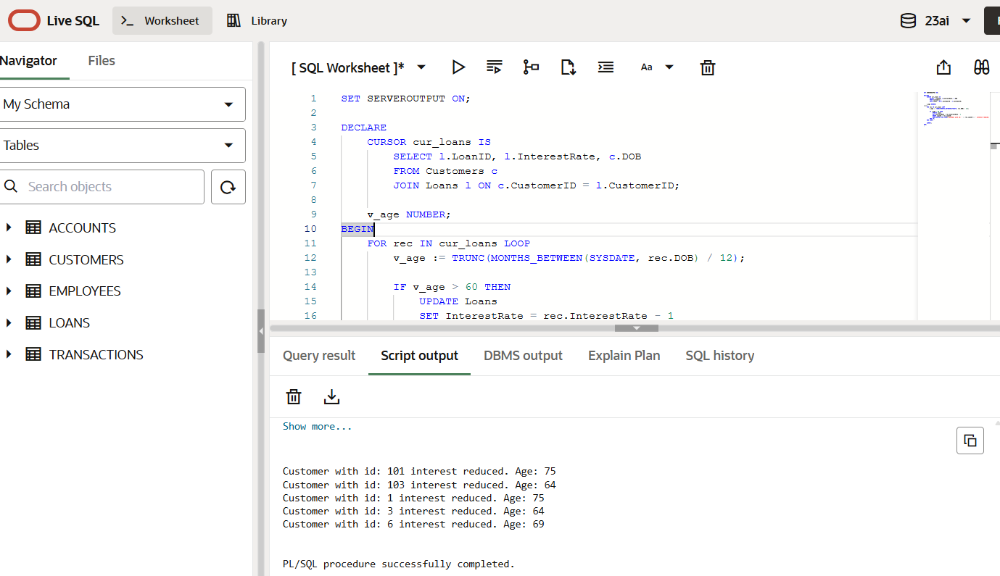 Live SQL
Worksheet
Library
23ai
Navigator
Files
My Schema
Tables
Search objects
ACCOUNTS
CUSTOMERS
EMPLOYEES
LOANS
TRANSACTIONS
[ SQL Worksheet ]*
Aa
1 SET SERVEROUTPUT ON;
2
3 DECLARE
4 CURSOR cur_loans IS
5 SELECT l.LoanID, l.InterestRate, c.DOB
6 FROM Customers c
7 JOIN Loans l ON c.CustomerID = l.CustomerID;
8
9 v_age NUMBER;
10 BEGIN
11 FOR rec IN cur_loans LOOP
12 v_age := TRUNC(MONTHS_BETWEEN(SYSDATE, rec.DOB) / 12);
13
14 IF v_age > 60 THEN
15 UPDATE Loans
16 SET InterestRate = rec.InterestRate - 1
Query result
Script output
DBMS output
Explain Plan
SQL history
Show more...
Customer with id: 101 interest reduced. Age: 75
Customer with id: 103 interest reduced. Age: 64
Customer with id: 1 interest reduced. Age: 75
Customer with id: 3 interest reduced. Age: 64
Customer with id: 6 interest reduced. Age: 69
PL/SQL procedure successfully completed.